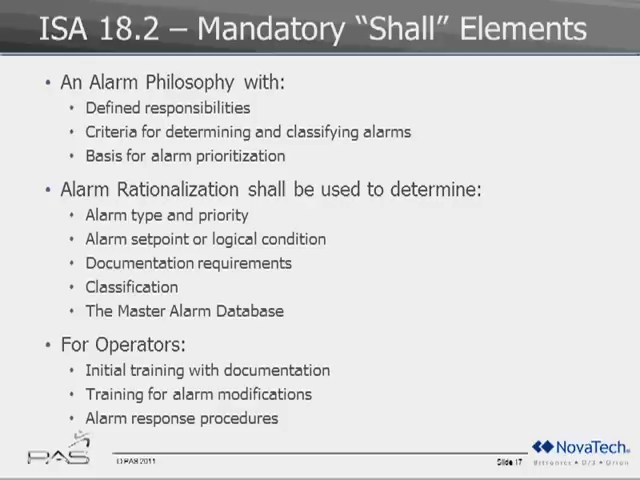 ISA 18.2 – Mandatory “Shall” Elements
• An Alarm Philosophy with:
• Defined responsibilities
• Criteria for determining and classifying alarms
• Basis for alarm prioritization
• Alarm Rationalization shall be used to determine:
• Alarm type and priority
• Alarm setpoint or logical condition
• Documentation requirements
• Classification
• The Master Alarm Database
• For Operators:
• Initial training with documentation
• Training for alarm modifications
• Alarm response procedures
PAS
© PAS 2011
Slide 17
NovaTech
Bitronics • D/3 • Orion